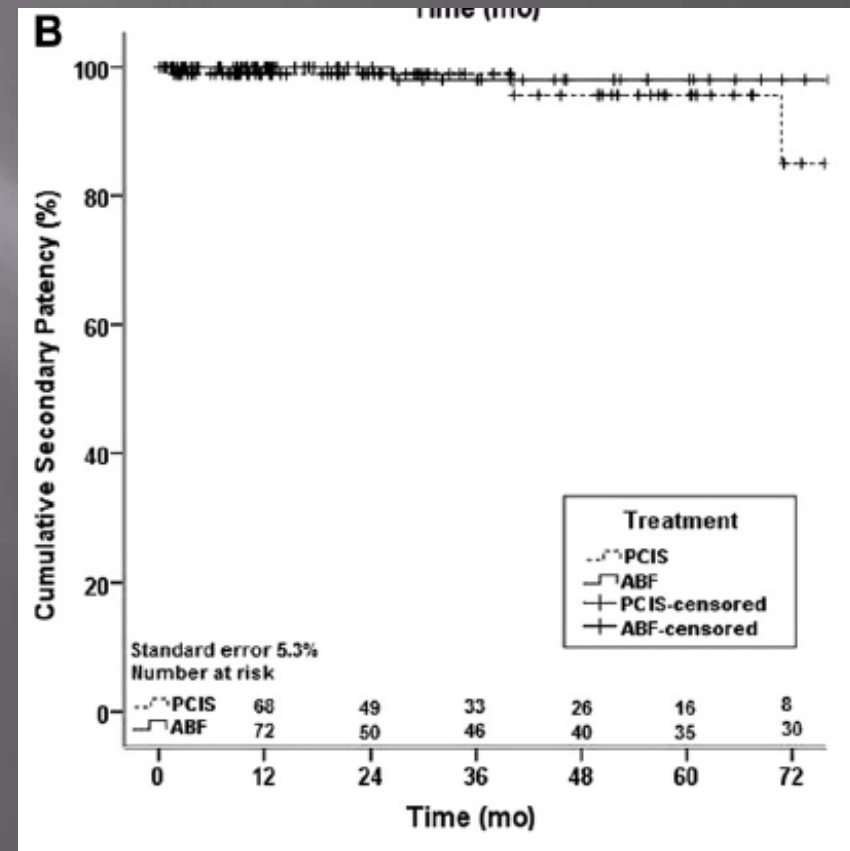 Time (mo)
B
100
80
60
40
20
0
Cumulative Secondary Patency (%)
Treatment
PCIS
ABF
PCIS-censored
ABF-censored
Standard error 5.3%
Number at risk
PCIS 68 49 33 26 16 8
ABF 72 50 46 40 35 30
0 12 24 36 48 60 72
Time (mo)